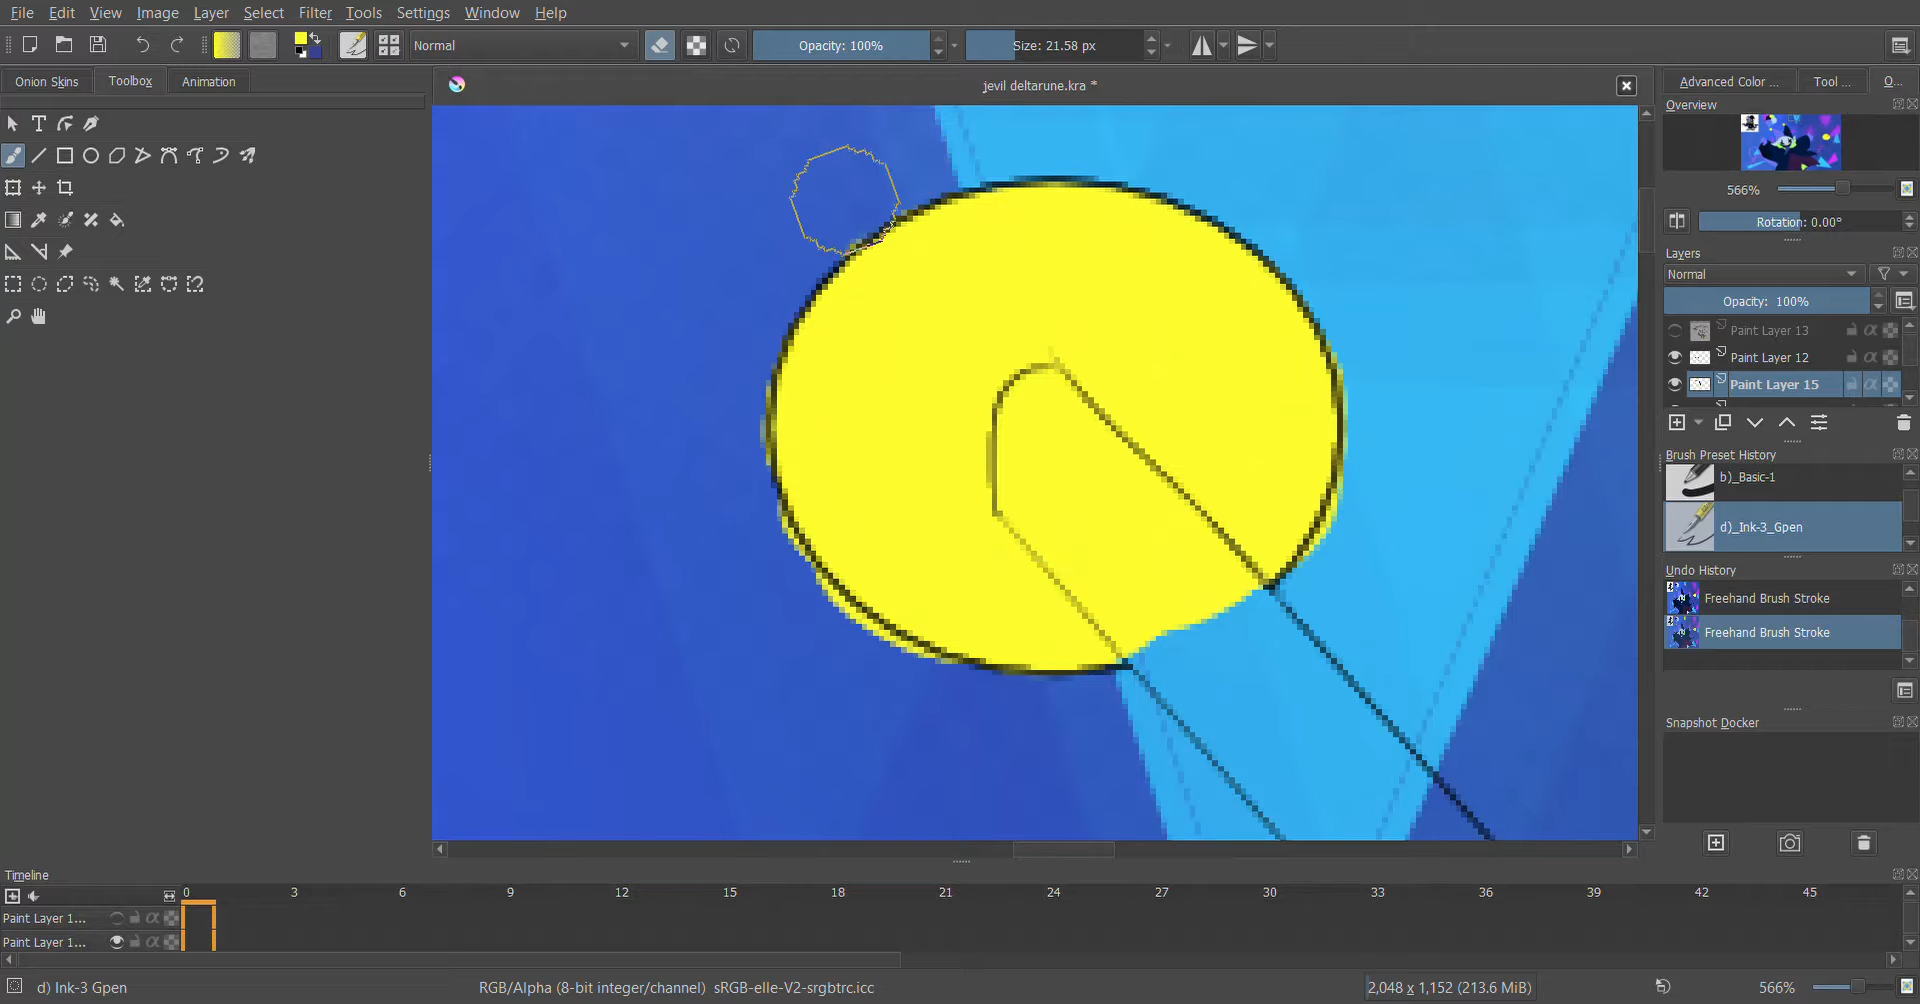 File Edit View Image Layer Select Filter Tools Settings Window Help
Normal Opacity: 100% Size: 21.58 px
Onion Skins Toolbox Animation
jevil deltarune.kra *
Advanced Color ... Tool ... O...
Overview
566%
Rotation: 0.00°
Layers
Normal
Opacity: 100%
Paint Layer 13
Paint Layer 12
Paint Layer 15
Brush Preset History
b)_Basic-1
d)_Ink-3_Gpen
Undo History
Freehand Brush Stroke
Freehand Brush Stroke
Snapshot Docker
Timeline
0 3 6 9 12 15 18 21 24 27 30 33 36 39 42 45
Paint Layer 1...
Paint Layer 1...
d) Ink-3 Gpen RGB/Alpha (8-bit integer/channel) sRGB-elle-V2-srgbtrc.icc 2,048 x 1,152 (213.6 MiB) 566%